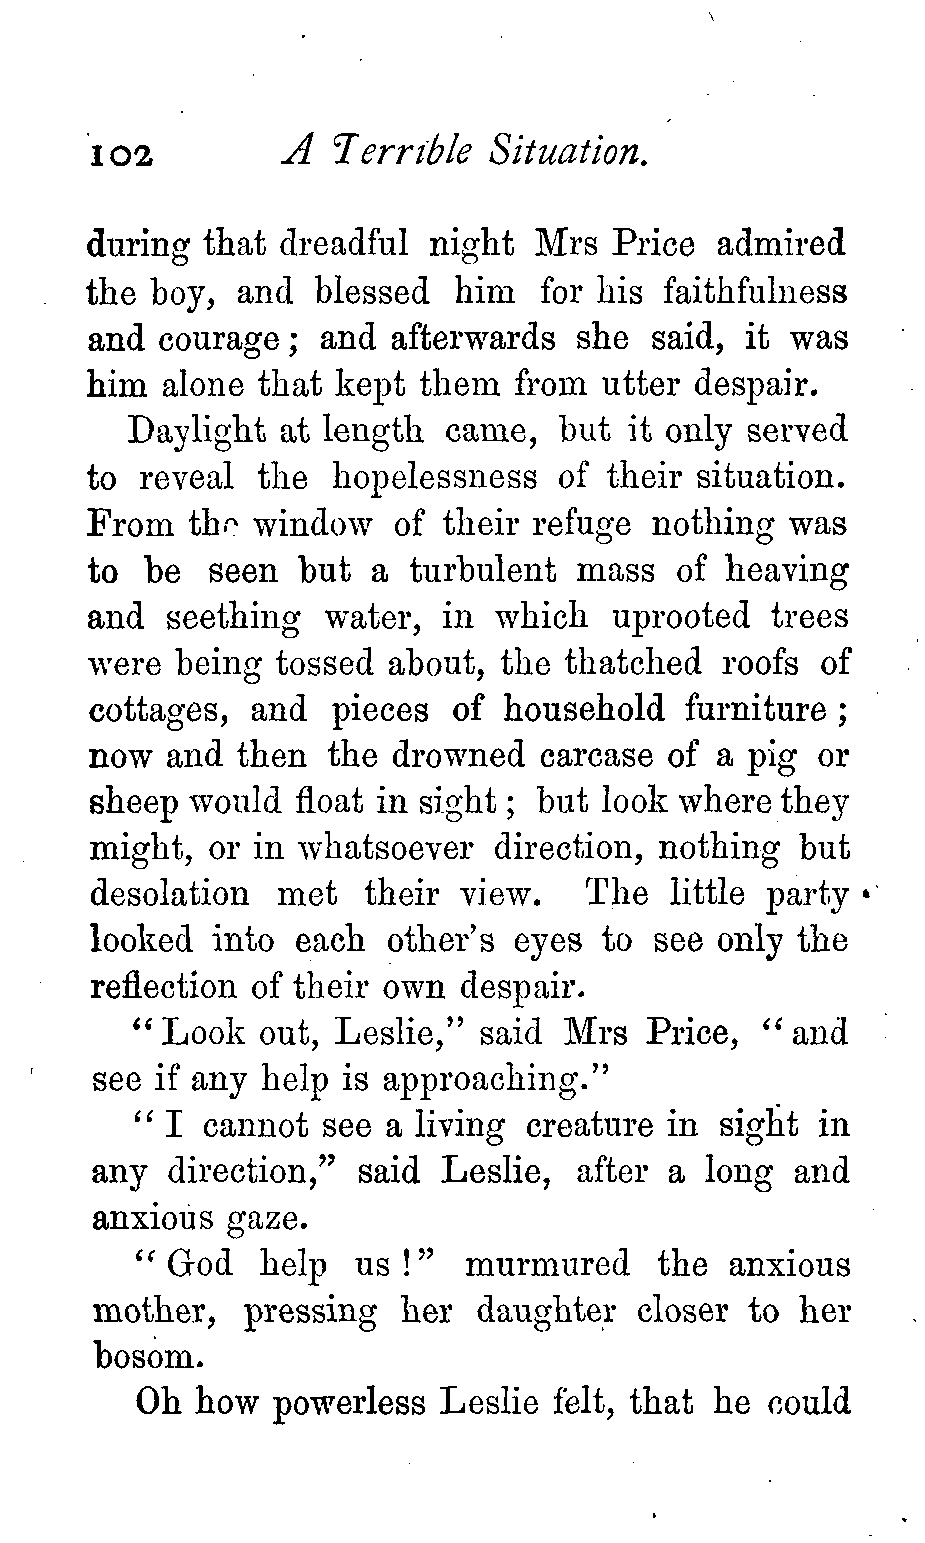 102 A Terrible Situation.
during that dreadful night Mrs Price admired
the boy, and blessed him for his faithfulness
and courage ; and afterwards she said, it was
him alone that kept them from utter despair.
Daylight at length came, but it only served
to reveal the hopelessness of their situation.
From the window of their refuge nothing was
to be seen but a turbulent mass of heaving
and seething water, in which uprooted trees
were being tossed about, the thatched roofs of
cottages, and pieces of household furniture ;
now and then the drowned carcase of a pig or
sheep would float in sight ; but look where they
might, or in whatsoever direction, nothing but
desolation met their view. The little party
looked into each other's eyes to see only the
reflection of their own despair.
“ Look out, Leslie,” said Mrs Price, “ and
see if any help is approaching.”
“ I cannot see a living creature in sight in
any direction,” said Leslie, after a long and
anxious gaze.
“ God help us !” murmured the anxious
mother, pressing her daughter closer to her
bosom.
Oh how powerless Leslie felt, that he could